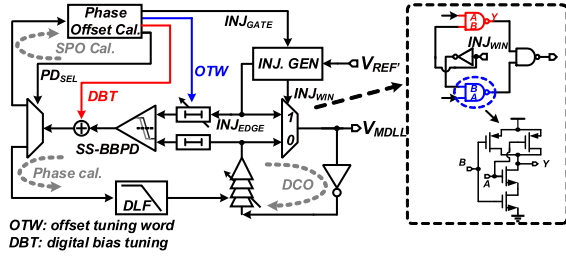 Phase
Offset Cal.
INJGATE
SPO Cal.
OTW
INJ. GEN
VREF'
PDSEL
DBT
INJWIN
INJEDGE
1
0
VMDLL
SS-BBPD
Phase cal.
DLF
DCO
OTW: offset tuning word
DBT: digital bias tuning
A
B
Y
INJWIN
B
A
B
A
Y